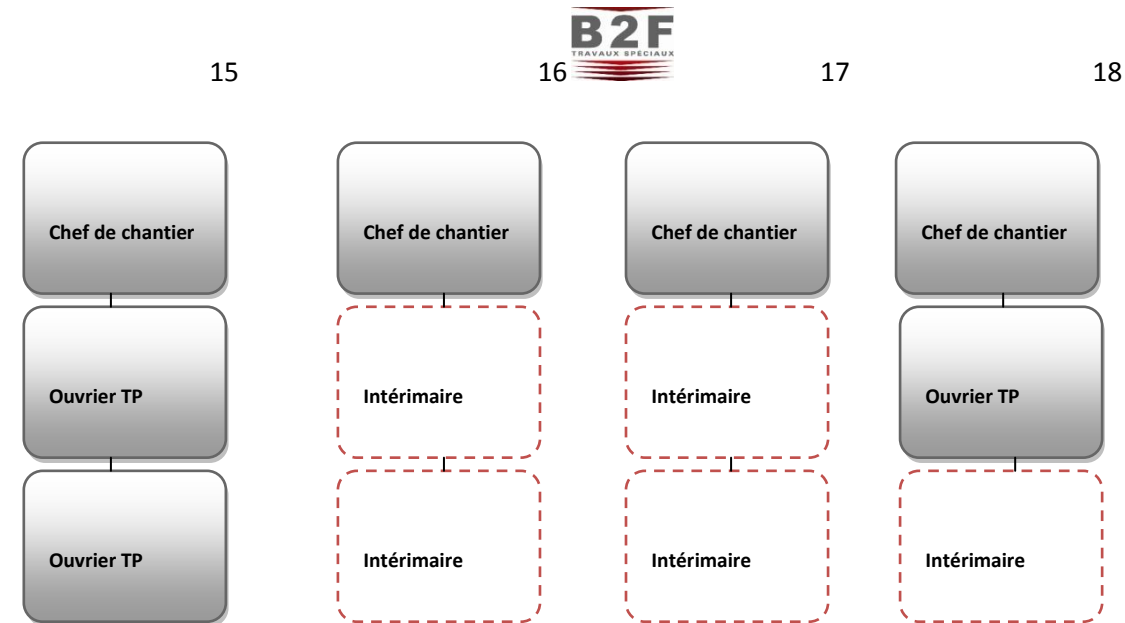 B2F
TRAVAUX SPÉCIAUX
15 16 17 18
Chef de chantier Chef de chantier Chef de chantier Chef de chantier
Ouvrier TP Intérimaire Intérimaire Ouvrier TP
Ouvrier TP Intérimaire Intérimaire Intérimaire